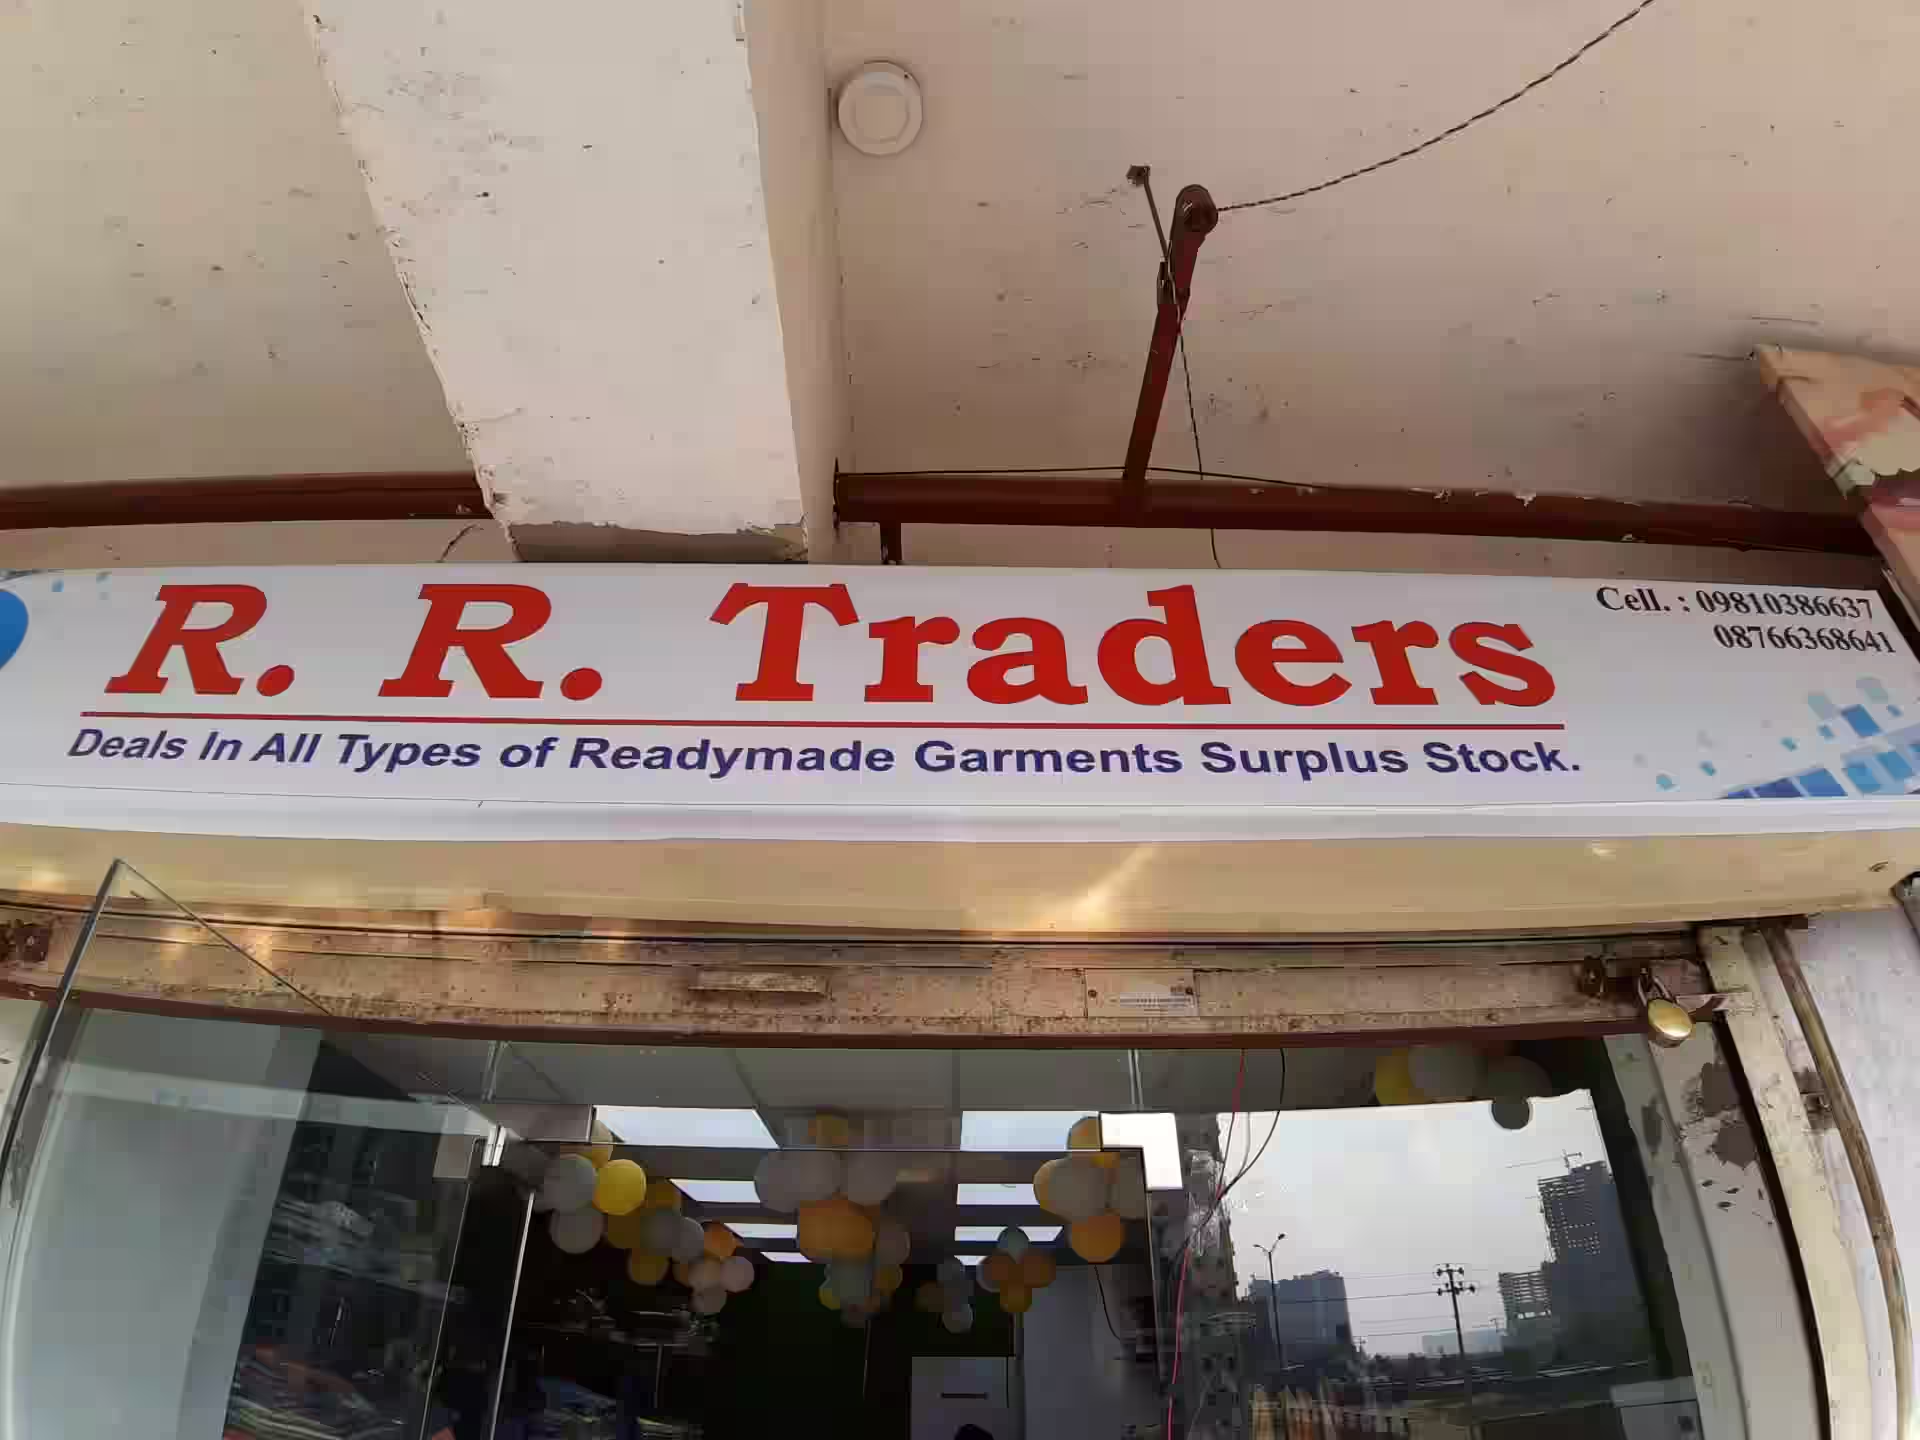 R. R. Traders
Cell. : 09810386637
08766368641
Deals In All Types of Readymade Garments Surplus Stock.